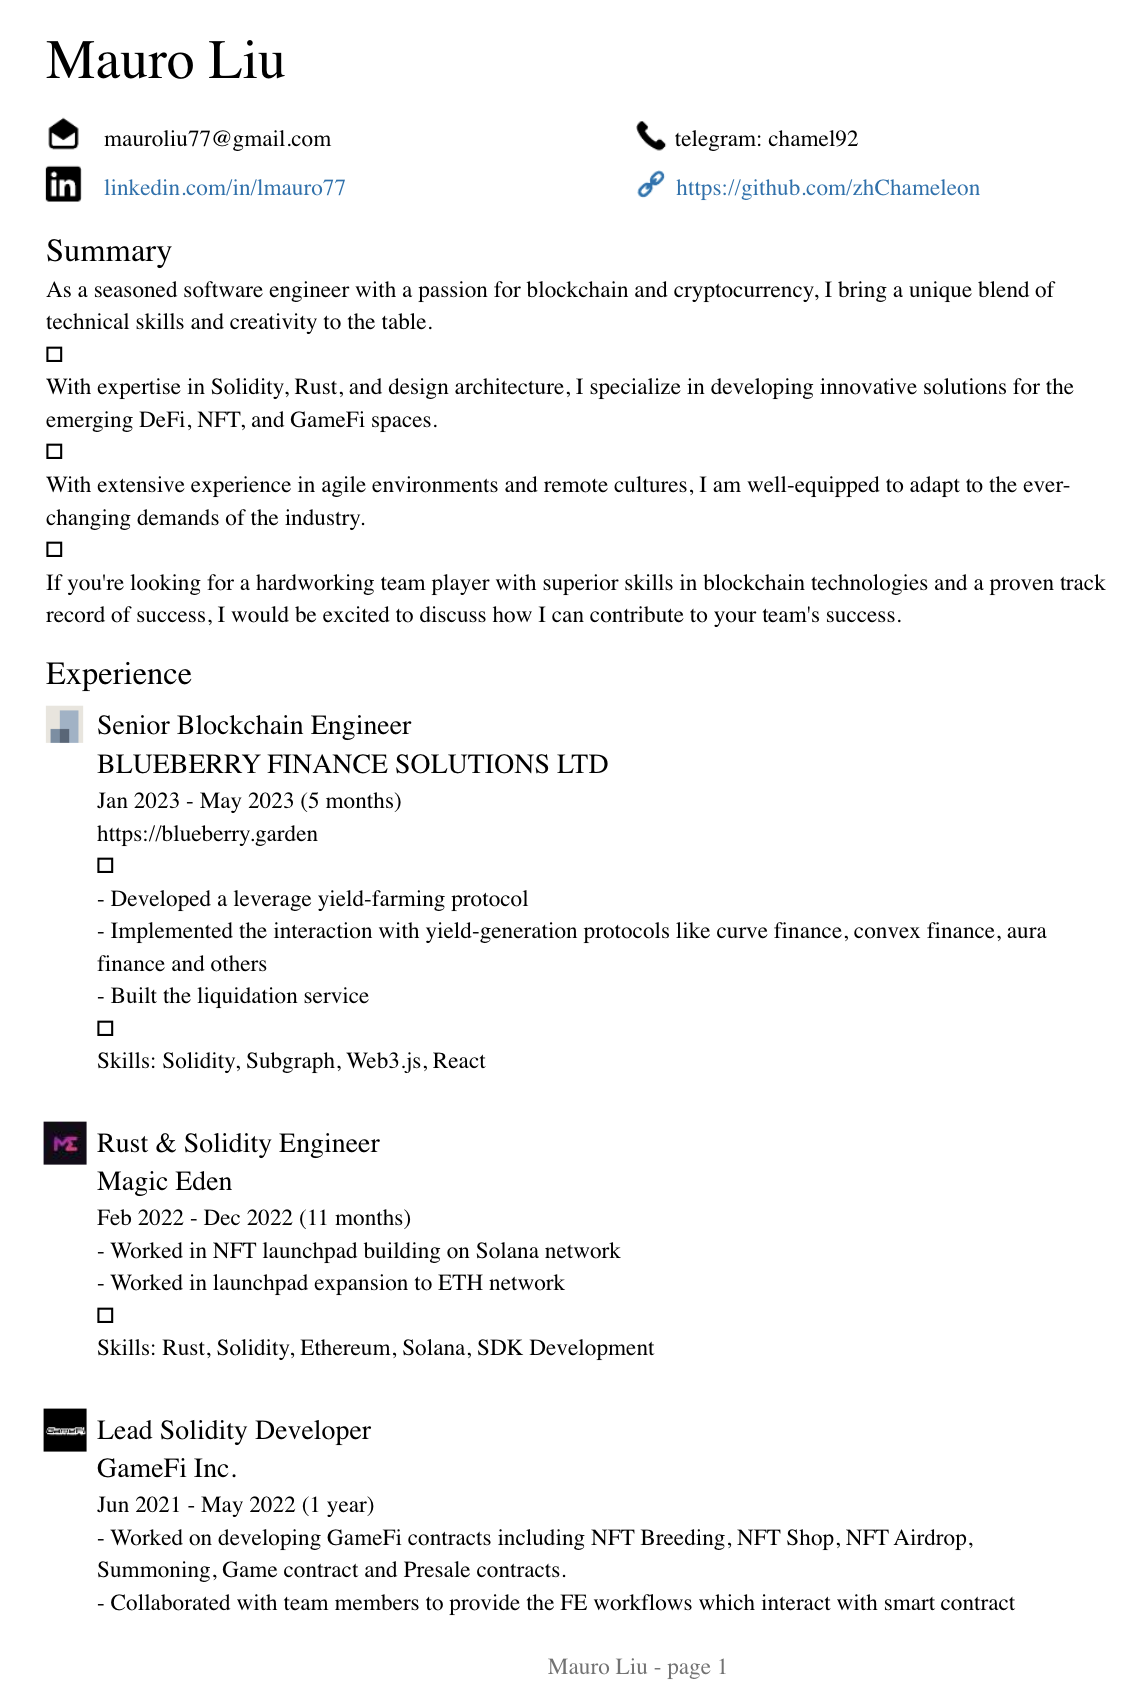 Mauro Liu
mauroliu77@gmail.com
telegram: chamel92
linkedin.com/in/lmauro77
https://github.com/zhChameleon
Summary
As a seasoned software engineer with a passion for blockchain and cryptocurrency, I bring a unique blend of
technical skills and creativity to the table.
With expertise in Solidity, Rust, and design architecture, I specialize in developing innovative solutions for the
emerging DeFi, NFT, and GameFi spaces.
With extensive experience in agile environments and remote cultures, I am well-equipped to adapt to the ever-
changing demands of the industry.
If you're looking for a hardworking team player with superior skills in blockchain technologies and a proven track
record of success, I would be excited to discuss how I can contribute to your team's success.
Experience
Senior Blockchain Engineer
BLUEBERRY FINANCE SOLUTIONS LTD
Jan 2023 - May 2023 (5 months)
https://blueberry.garden
- Developed a leverage yield-farming protocol
- Implemented the interaction with yield-generation protocols like curve finance, convex finance, aura
finance and others
- Built the liquidation service
Skills: Solidity, Subgraph, Web3.js, React
ME
Rust & Solidity Engineer
Magic Eden
Feb 2022 - Dec 2022 (11 months)
- Worked in NFT launchpad building on Solana network
- Worked in launchpad expansion to ETH network
Skills: Rust, Solidity, Ethereum, Solana, SDK Development
GameFi
Lead Solidity Developer
GameFi Inc.
Jun 2021 - May 2022 (1 year)
- Worked on developing GameFi contracts including NFT Breeding, NFT Shop, NFT Airdrop,
Summoning, Game contract and Presale contracts.
- Collaborated with team members to provide the FE workflows which interact with smart contract
Mauro Liu - page 1